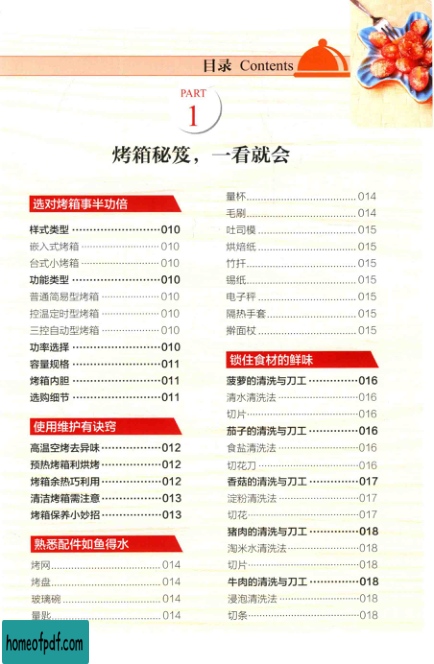 目录 Contents
PART
1
烤箱秘笈，一看就会
选对烤箱事半功倍
样式类型 ························ 010
嵌入式烤箱 ························ 010
台式小烤箱 ························ 010
功能类型 ························ 010
普通简易型烤箱 ························ 010
控温定时型烤箱 ························ 010
三控自动型烤箱 ························ 010
功率选择 ························ 010
容量规格 ························ 011
烤箱内胆 ························ 011
选购细节 ························ 011
使用维护有诀窍
高温空烤去异味 ························ 012
预热烤箱利烘烤 ························ 012
烤箱余热巧利用 ························ 012
清洁烤箱需注意 ························ 013
烤箱保养小妙招 ························ 013
熟悉配件如鱼得水
烤网 ························ 014
烤盘 ························ 014
玻璃碗 ························ 014
量匙 ························ 014
量杯 ························ 014
毛刷 ························ 014
吐司模 ························ 015
烘焙纸 ························ 015
竹扦 ························ 015
锡纸 ························ 015
电子秤 ························ 015
隔热手套 ························ 015
擀面杖 ························ 015
锁住食材的鲜味
菠萝的清洗与刀工 ························ 016
清水清洗法 ························ 016
切片 ························ 016
茄子的清洗与刀工 ························ 016
食盐清洗法 ························ 016
切花刀 ························ 016
香菇的清洗与刀工 ························ 017
淀粉清洗法 ························ 017
切花 ························ 017
猪肉的清洗与刀工 ························ 018
淘米水清洗法 ························ 018
切片 ························ 018
牛肉的清洗与刀工 ························ 018
浸泡清洗法 ························ 018
切条 ························ 018
homeofpdf.com